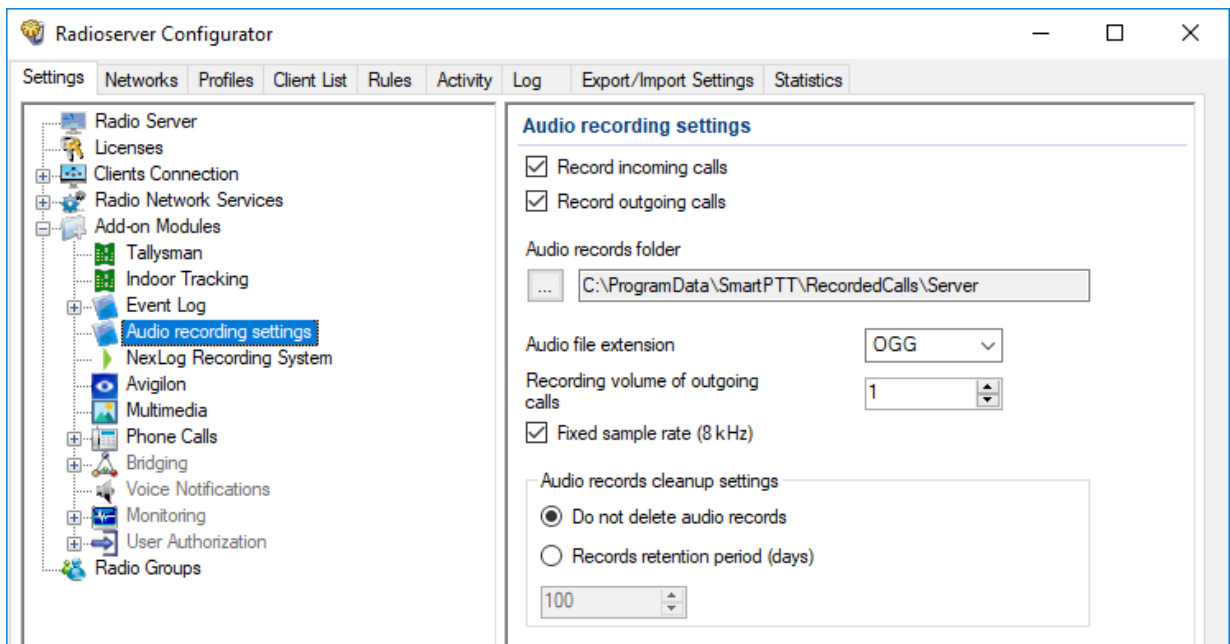 Radioserver Configurator
Settings Networks Profiles Client List Rules Activity Log Export/Import Settings Statistics
Radio Server
Licenses
Clients Connection
Radio Network Services
Add-on Modules
Tallysman
Indoor Tracking
Event Log
Audio recording settings
NexLog Recording System
Avigilon
Multimedia
Phone Calls
Bridging
Voice Notifications
Monitoring
User Authorization
Radio Groups
Audio recording settings
Record incoming calls
Record outgoing calls
Audio records folder
... C:\ProgramData\SmartPTT\RecordedCalls\Server
Audio file extension OGG
Recording volume of outgoing
calls 1
Fixed sample rate (8 kHz)
Audio records cleanup settings
Do not delete audio records
Records retention period (days)
100